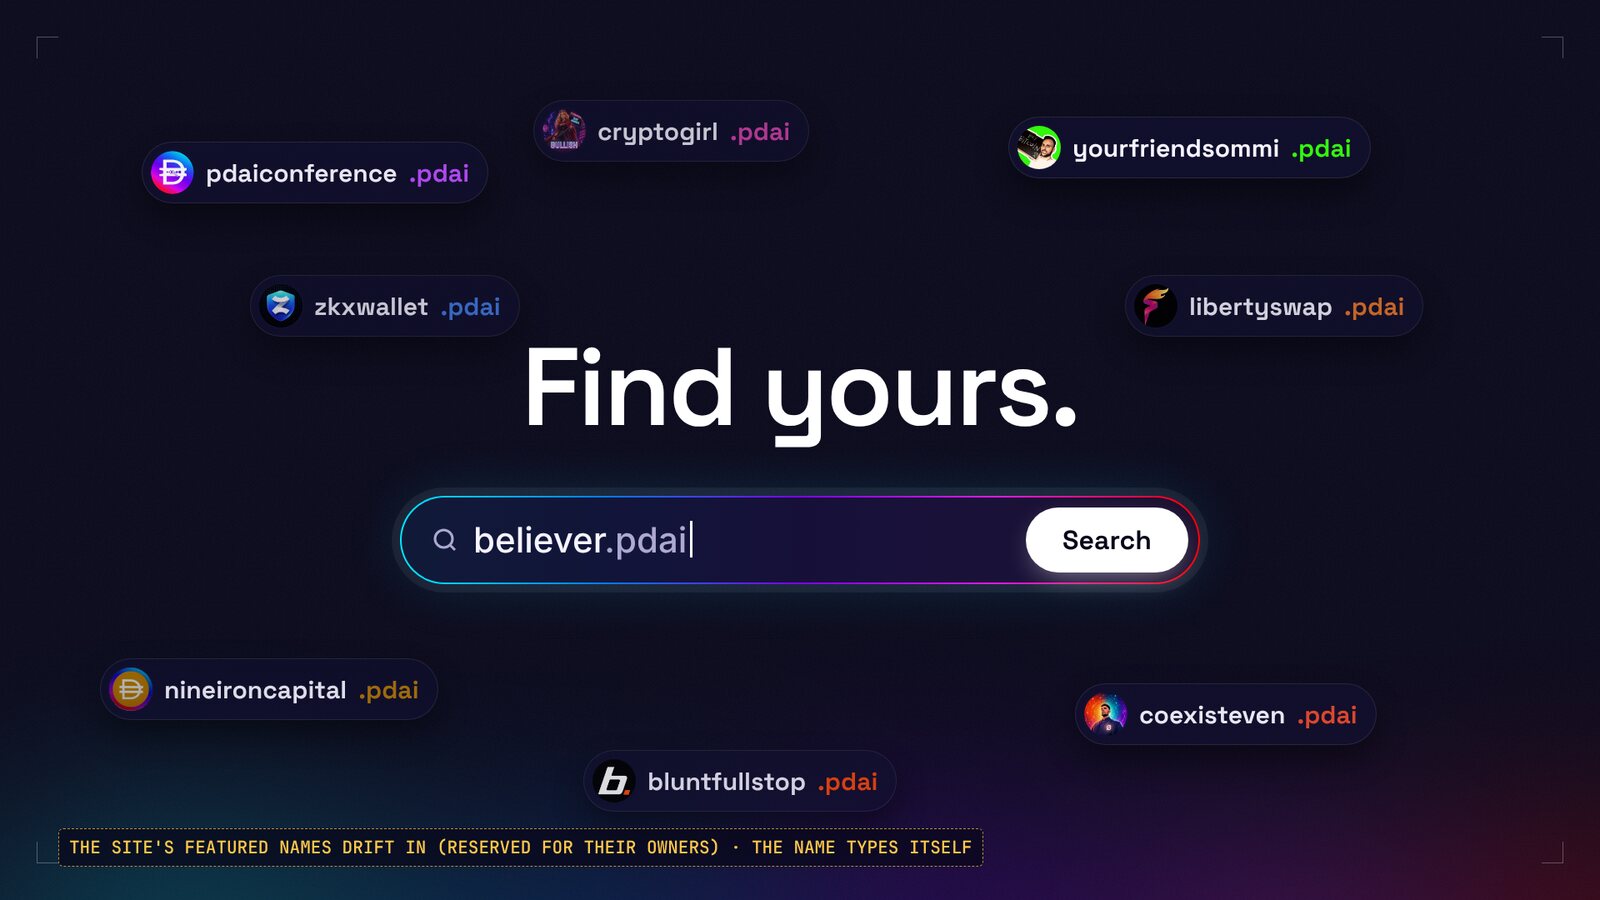 cryptogirl .pdai
yourfriendsommi .pdai
pdaiconference .pdai
BULLISH
zkxwallet .pdai
libertyswap .pdai
Find yours.
believer.pdai
Search
nineironcapital .pdai
coexisteven .pdai
b.
bluntfullstop .pdai
THE SITE'S FEATURED NAMES DRIFT IN (RESERVED FOR THEIR OWNERS) · THE NAME TYPES ITSELF